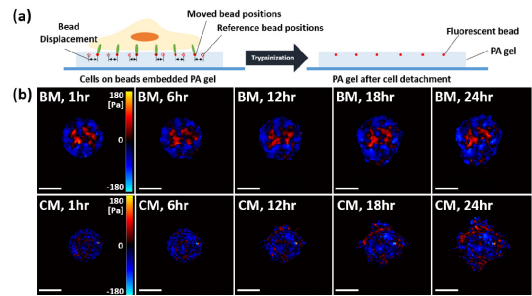 (a)
Bead
Displacement
Moved bead positions
Reference bead positions
Trypsinization
Fluorescent bead
PA gel
Cells on beads embedded PA gel
PA gel after cell detachment
(b)
BM, 1hr
180
[Pa]
0
-180
BM, 6hr
BM, 12hr
BM, 18hr
BM, 24hr
CM, 1hr
180
[Pa]
0
-180
CM, 6hr
CM, 12hr
CM, 18hr
CM, 24hr